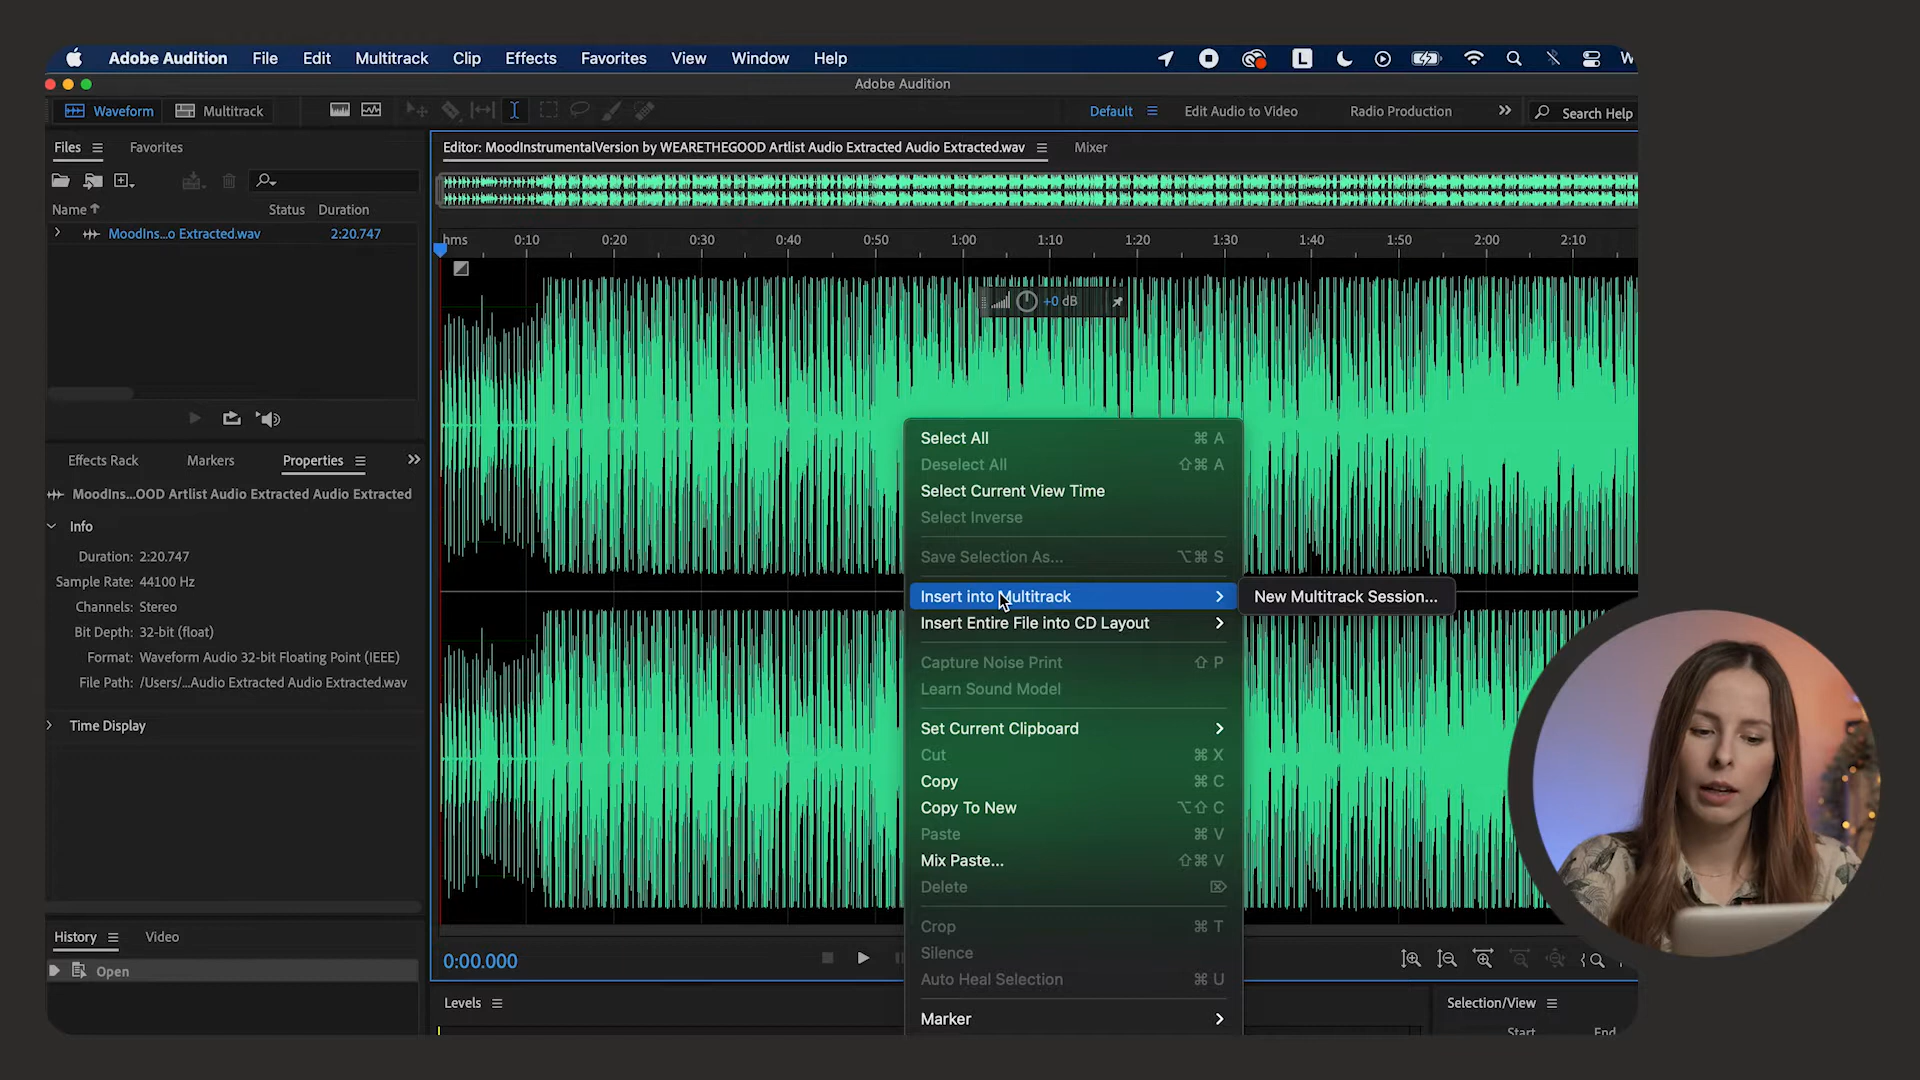 Adobe Audition File Edit Multitrack Clip Effects Favorites View Window Help L W
Adobe Audition
Waveform Multitrack Default Edit Audio to Video Radio Production Search Help
Files Favorites
Editor: MoodInstrumentalVersion by WEARETHEGOOD Artlist Audio Extracted Audio Extracted.wav Mixer
Name Status Duration
MoodIns...o Extracted.wav 2:20.747
hms 0:10 0:20 0:30 0:40 0:50 1:00 1:10 1:20 1:30 1:40 1:50 2:00 2:10
+0 dB
Effects Rack Markers Properties
MoodIns...OOD Artlist Audio Extracted Audio Extracted
Info
Duration: 2:20.747
Sample Rate: 44100 Hz
Channels: Stereo
Bit Depth: 32-bit (float)
Format: Waveform Audio 32-bit Floating Point (IEEE)
File Path: /Users/...Audio Extracted Audio Extracted.wav
Time Display
Select All ⌘ A
Deselect All ⇧⌘ A
Select Current View Time
Select Inverse
Save Selection As... ⌥⌘ S
Insert into Multitrack
New Multitrack Session...
Insert Entire File into CD Layout
Capture Noise Print ⇧ P
Learn Sound Model
Set Current Clipboard
Cut ⌘ X
Copy ⌘ C
Copy To New ⌥⇧ C
Paste ⌘ V
Mix Paste... ⇧⌘ V
Delete ⌦
Crop ⌘ T
Silence
Auto Heal Selection ⌘ U
Marker
History Video
Open
0:00.000
Levels
Selection/View
Start End